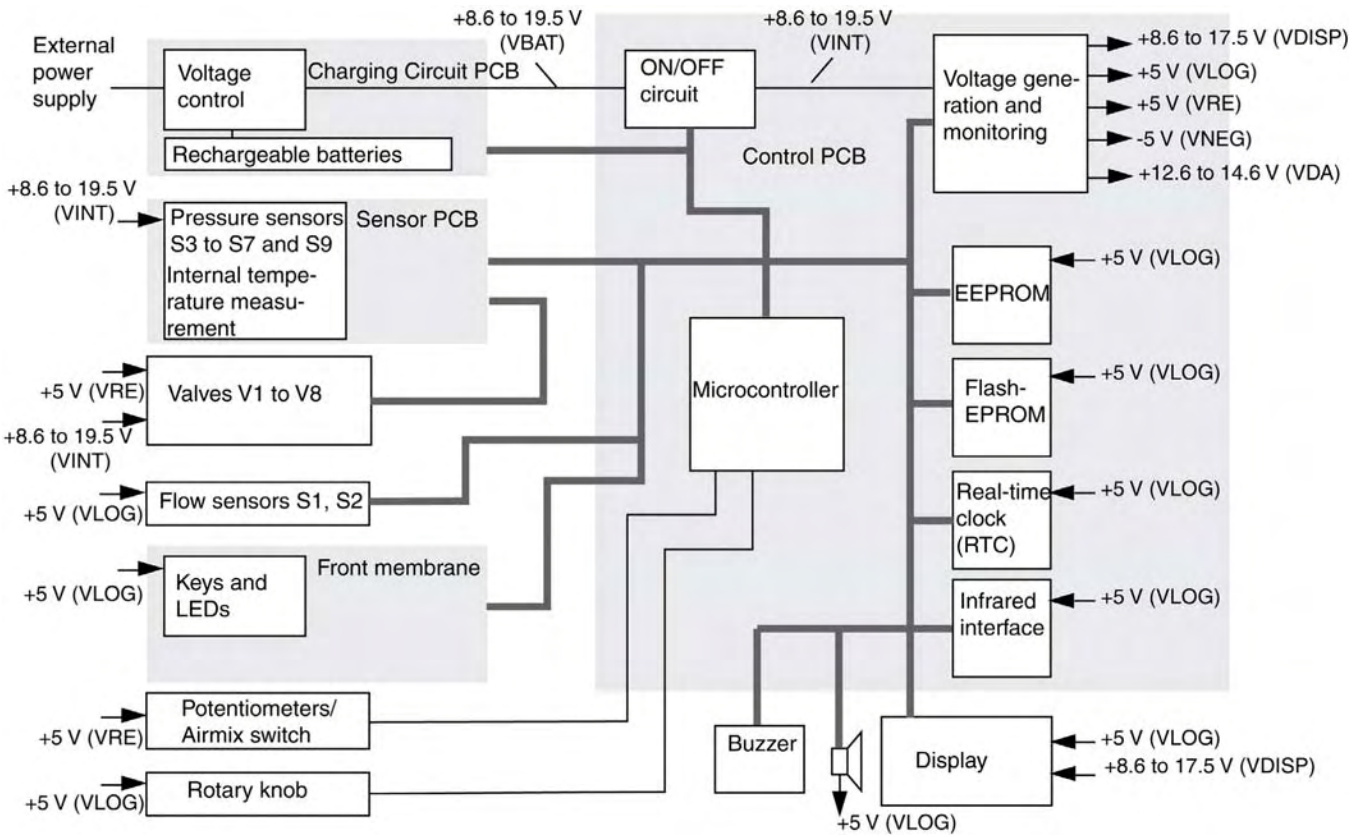 External
power
supply
Voltage
control
Charging Circuit PCB
Rechargeable batteries
+8.6 to 19.5 V
(VBAT)
ON/OFF
circuit
+8.6 to 19.5 V
(VINT)
Control PCB
Voltage gene-
ration and
monitoring
+8.6 to 17.5 V (VDISP)
+5 V (VLOG)
+5 V (VRE)
-5 V (VNEG)
+12.6 to 14.6 V (VDA)
+8.6 to 19.5 V
(VINT)
Pressure sensors
S3 to S7 and S9
Internal tempe-
rature measu-
rement
Sensor PCB
+5 V (VRE)
Valves V1 to V8
+8.6 to 19.5 V
(VINT)
Flow sensors S1, S2
+5 V (VLOG)
Keys and
LEDs
Front membrane
+5 V (VLOG)
Potentiometers/
Airmix switch
+5 V (VRE)
Rotary knob
+5 V (VLOG)
Microcontroller
EEPROM
+5 V (VLOG)
Flash-
EPROM
+5 V (VLOG)
Real-time
clock
(RTC)
+5 V (VLOG)
Infrared
interface
+5 V (VLOG)
Buzzer
+5 V (VLOG)
Display
+5 V (VLOG)
+8.6 to 17.5 V (VDISP)